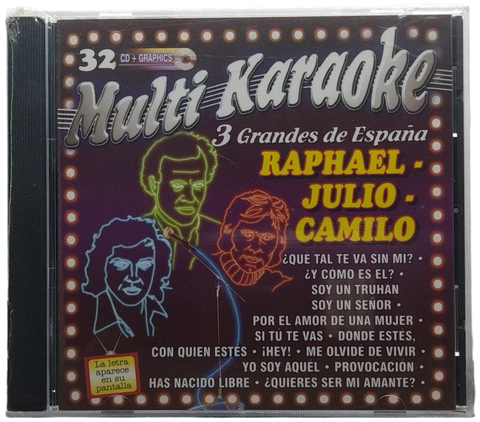 32 CD + GRAPHICS
Multi Karaoke
3 Grandes de España
RAPHAEL -
JULIO -
CAMILO
¿QUE TAL TE VA SIN MI? •
¿Y COMO ES EL? •
SOY UN TRUHAN
SOY UN SEÑOR •
POR EL AMOR DE UNA MUJER •
SI TU TE VAS • DONDE ESTES,
CON QUIEN ESTES • ¡HEY! • ME OLVIDE DE VIVIR •
YO SOY AQUEL • PROVOCACION •
HAS NACIDO LIBRE • ¿QUIERES SER MI AMANTE? •
La letra
aparece
en su
pantalla